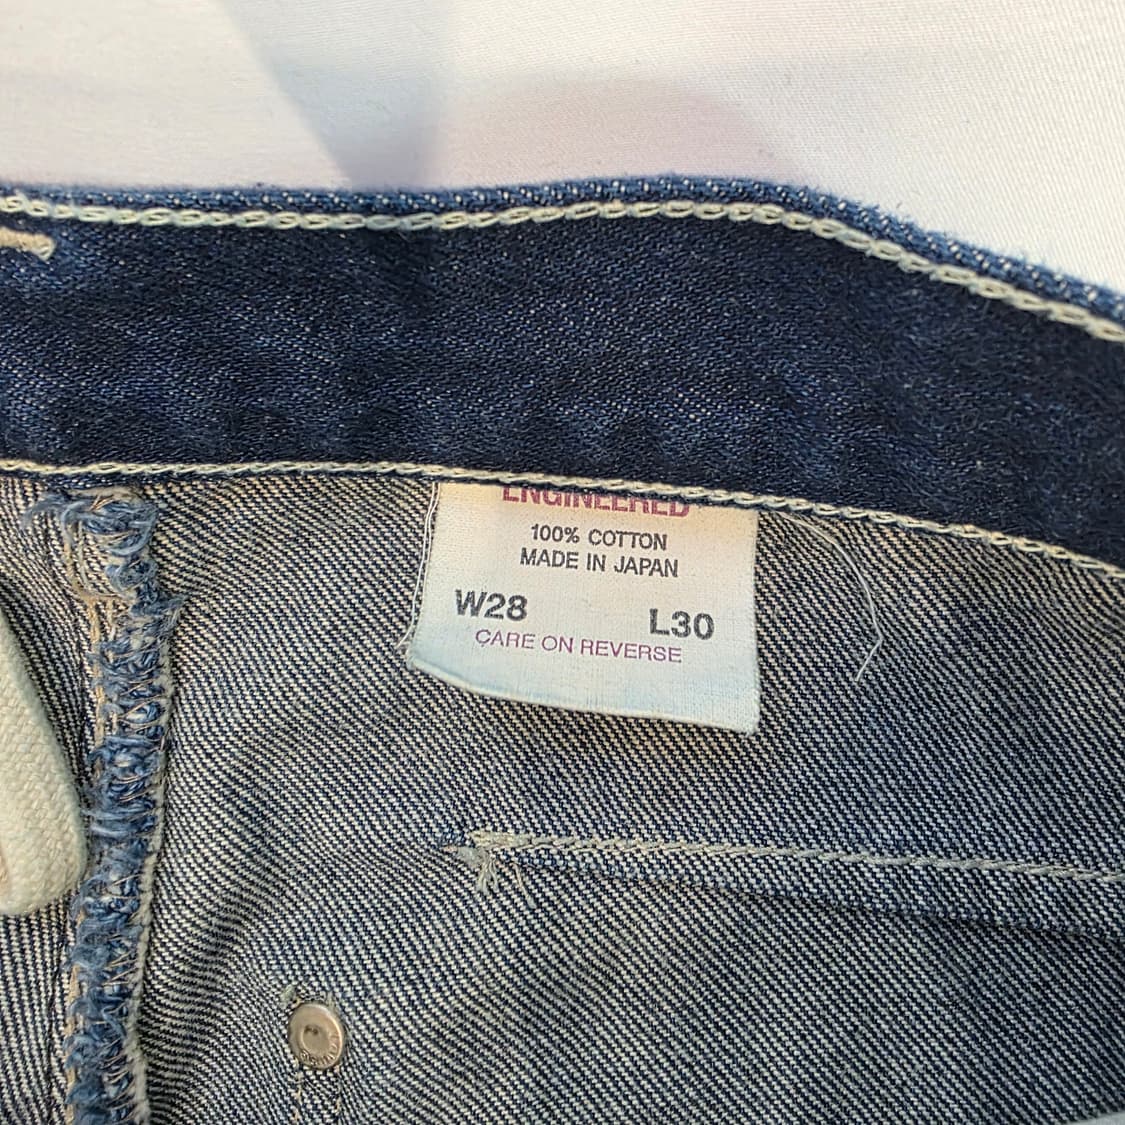 ENGINEERED
100% COTTON
MADE IN JAPAN
W28 L30
CARE ON REVERSE